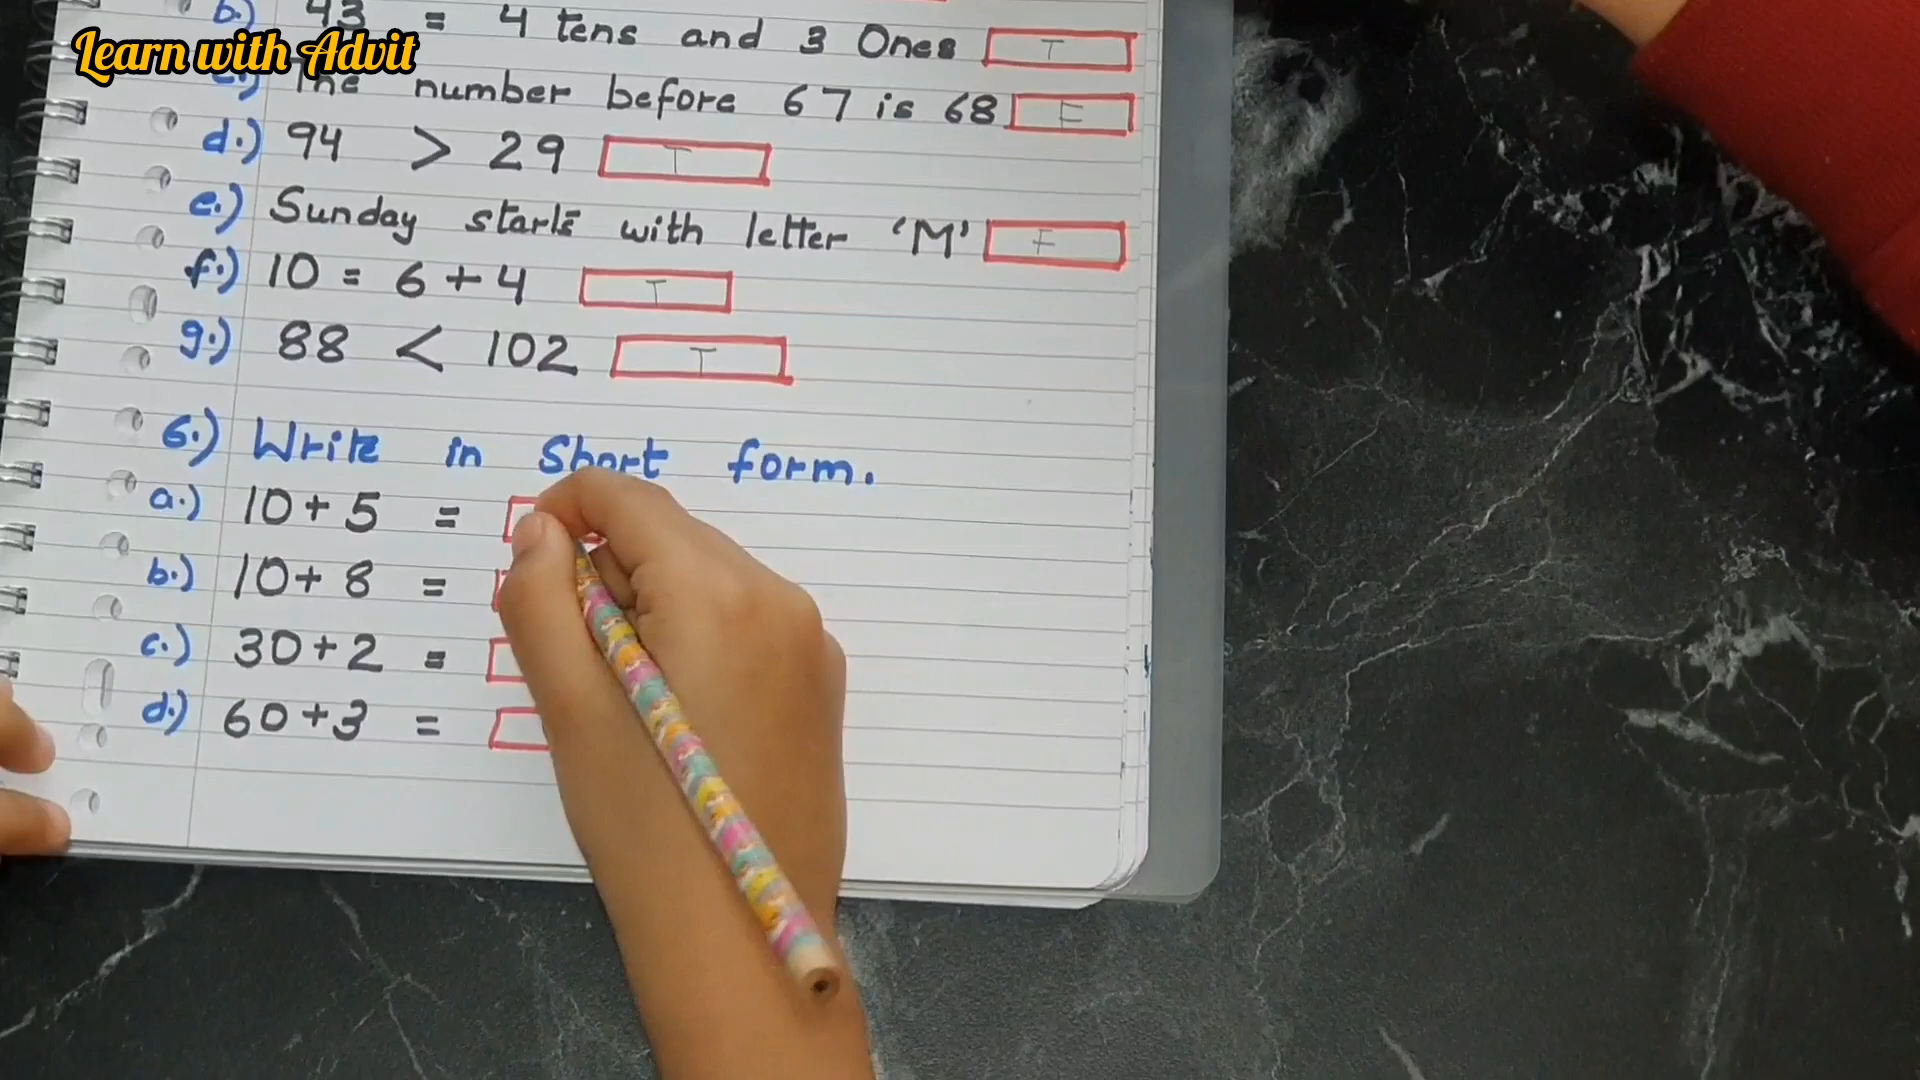 Learn with Advit
b.) 43 = 4 tens and 3 Ones T
The number before 67 is 68 F
d.) 94 > 29 T
e.) Sunday starts with letter ‘M’ F
f.) 10 = 6 + 4 T
g.) 88 < 102 T
6.) Write in Short form.
a.) 10 + 5 =
b.) 10 + 8 =
c.) 30 + 2 =
d.) 60 + 3 =